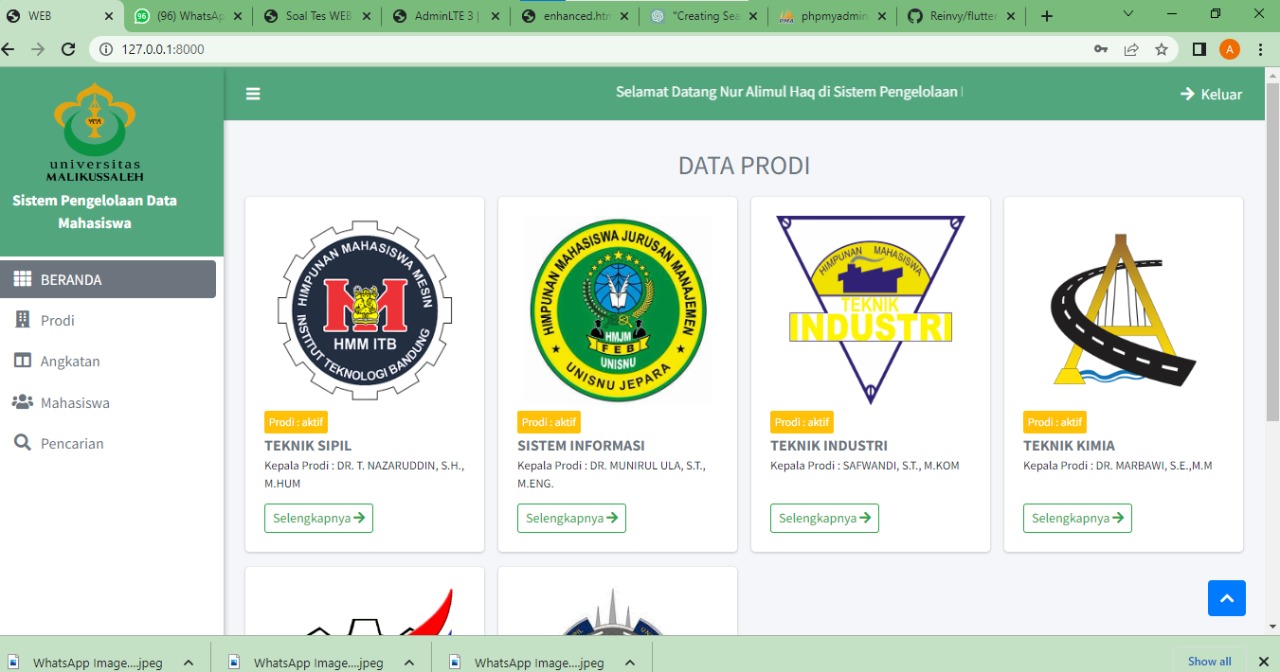 WEB
(96) WhatsAp
Soal Tes WEB
AdminLTE 3 |
enhanced.htm
"Creating Sea
phpmyadmin
Reinvy/flutter
127.0.0.1:8000
A
universitas
MALIKUSSALEH
Sistem Pengelolaan Data
Mahasiswa
BERANDA
Prodi
Angkatan
Mahasiswa
Pencarian
Selamat Datang Nur Alimul Haq di Sistem Pengelolaan
Keluar
DATA PRODI
HIMPUNAN MAHASISWA MESIN
M
HMM ITB
INSTITUT TEKNOLOGI BANDUNG
Prodi : aktif
TEKNIK SIPIL
Kepala Prodi : DR. T. NAZARUDDIN, S.H.,
M.HUM
Selengkapnya
HIMPUNAN MAHASISWA JURUSAN MANAJEMEN
HMJM
FEB
UNISNU
UNISNU JEPARA
Prodi : aktif
SISTEM INFORMASI
Kepala Prodi : DR. MUNIRUL ULA, S.T.,
M.ENG.
Selengkapnya
HIMPUNAN MAHASISWA
TEKNIK
INDUSTRI
Prodi : aktif
TEKNIK INDUSTRI
Kepala Prodi : SAFWANDI, S.T., M.KOM
Selengkapnya
Prodi : aktif
TEKNIK KIMIA
Kepala Prodi : DR. MARBAWI, S.E.,M.M
Selengkapnya
WhatsApp Image....jpeg
WhatsApp Image....jpeg
WhatsApp Image....jpeg
Show all